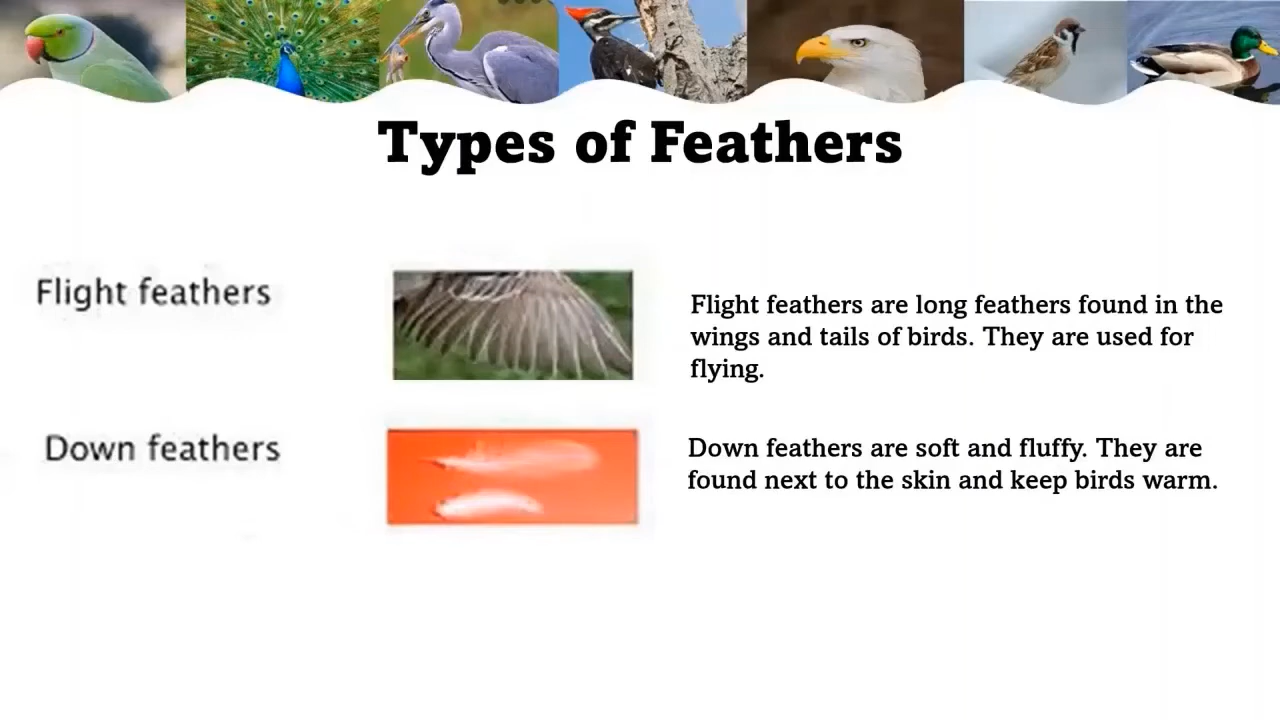 Types of Feathers
Flight feathers
Flight feathers are long feathers found in the
wings and tails of birds. They are used for
flying.
Down feathers
Down feathers are soft and fluffy. They are
found next to the skin and keep birds warm.